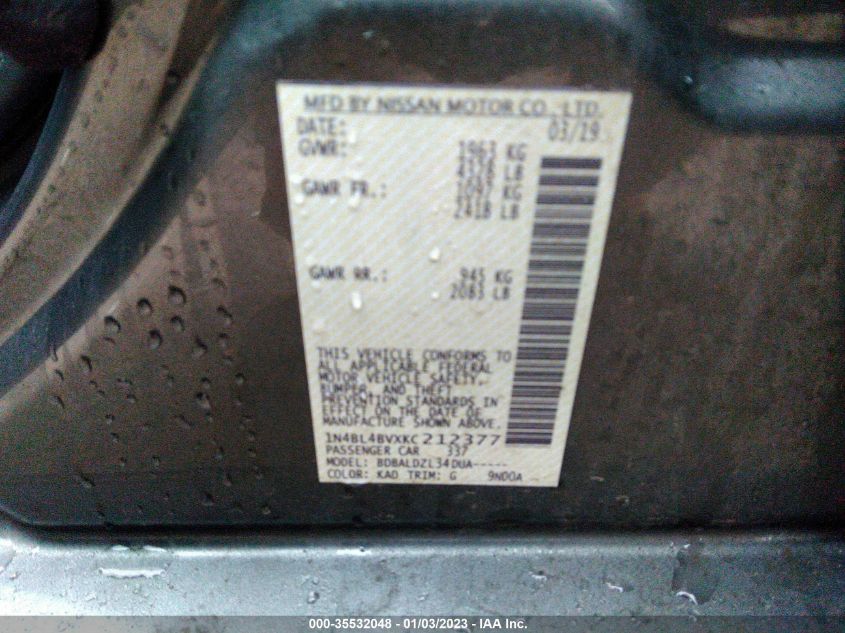 MFD BY NISSAN MOTOR CO., LTD.
DATE: 03/19
GVWR: 1963 KG
4328 LB
GAWR FR.: 1097 KG
2418 LB
GAWR RR.: 945 KG
2083 LB
THIS VEHICLE CONFORMS TO
ALL APPLICABLE FEDERAL
MOTOR VEHICLE SAFETY,
BUMPER, AND THEFT
PREVENTION STANDARDS IN
EFFECT ON THE DATE OF
MANUFACTURE SHOWN ABOVE.
1N4BL4BVXKC212377
PASSENGER CAR 337
MODEL: BDBALDZL34DUA-----
COLOR: KAD TRIM: G 9N00A
000-35532048 - 01/03/2023 - IAA Inc.